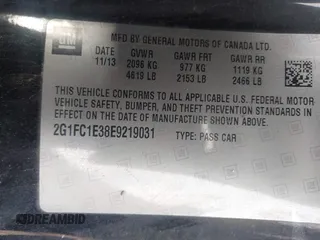 GM
MFD BY GENERAL MOTORS OF CANADA LTD.
DATE GVWR GAWR FRT GAWR RR
11/13 2096 KG 977 KG 1119 KG
4619 LB 2153 LB 2466 LB
THIS VEHICLE CONFORMS TO ALL APPLICABLE U.S. FEDERAL MOTOR
VEHICLE SAFETY, BUMPER, AND THEFT PREVENTION STANDARDS IN
EFFECT ON THE DATE OF MANUFACTURE SHOWN ABOVE.
2G1FC1E38E9219031 TYPE: PASS CAR
DREAMBID